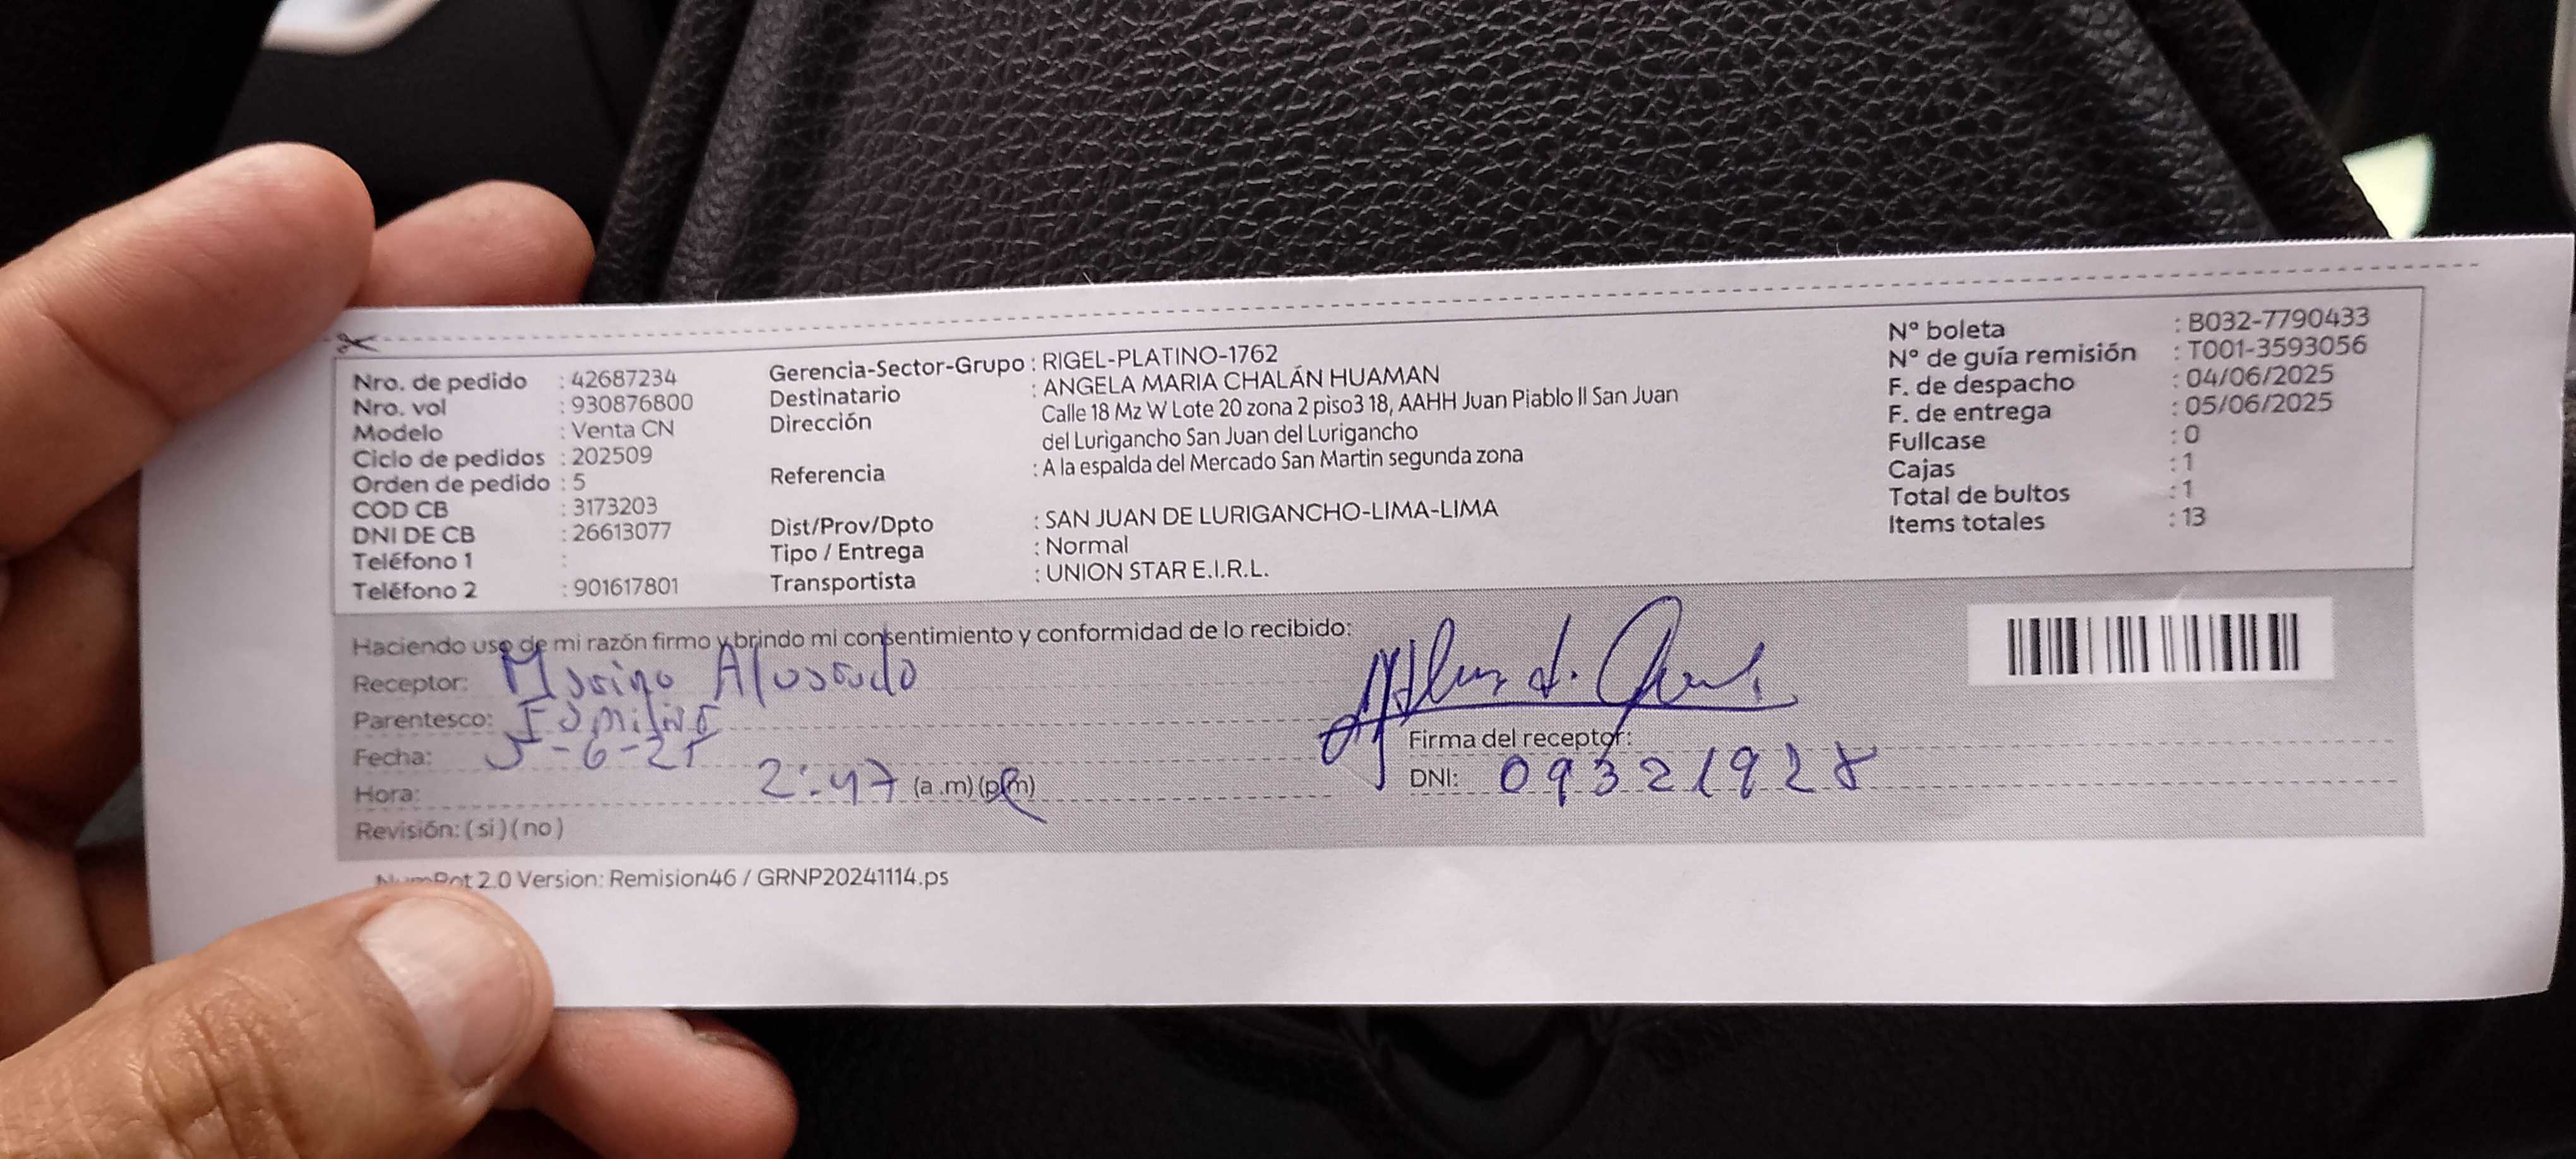 Nro. de pedido : 42687234
Nro. vol : 930876800
Modelo : Venta CN
Ciclo de pedidos : 202509
Orden de pedido : 5
COD CB : 3173203
DNI DE CB : 26613077
Teléfono 1 :
Teléfono 2 : 901617801
Gerencia-Sector-Grupo : RIGEL-PLATINO-1762
Destinatario : ANGELA MARIA CHALÁN HUAMAN
Dirección Calle 18 Mz W Lote 20 zona 2 piso3 18, AAHH Juan Piablo II San Juan
del Lurigancho San Juan del Lurigancho
Referencia : A la espalda del Mercado San Martin segunda zona
Dist/Prov/Dpto : SAN JUAN DE LURIGANCHO-LIMA-LIMA
Tipo / Entrega : Normal
Transportista : UNION STAR E.I.R.L.
N° boleta : B032-7790433
N° de guía remisión : T001-3593056
F. de despacho : 04/06/2025
F. de entrega : 05/06/2025
Fullcase : 0
Cajas : 1
Total de bultos : 1
Items totales : 13
Haciendo uso de mi razón firmo y brindo mi consentimiento y conformidad de lo recibido:
Receptor:
Parentesco:
Fecha: 5-6-25
Hora: 2:47 (a .m) (p.m)
Revisión: ( si ) ( no )
Firma del receptor:
DNI: 09321928
2.0 Version: Remision46 / GRNP20241114.ps